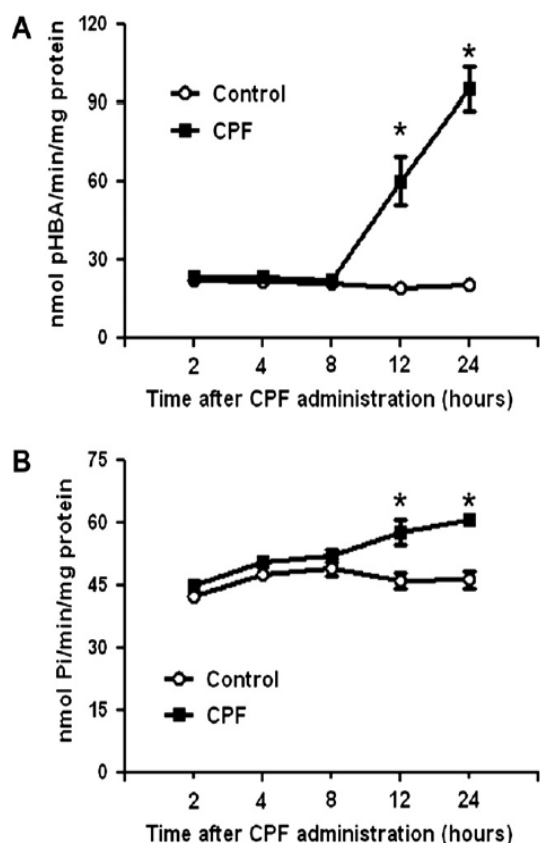 A
nmol pHBA/min/mg protein
120
90
60
30
0
Control
CPF
*
*
2 4 8 12 24
Time after CPF administration (hours)
B
nmol Pi/min/mg protein
75
60
45
30
15
0
*
*
Control
CPF
2 4 8 12 24
Time after CPF administration (hours)